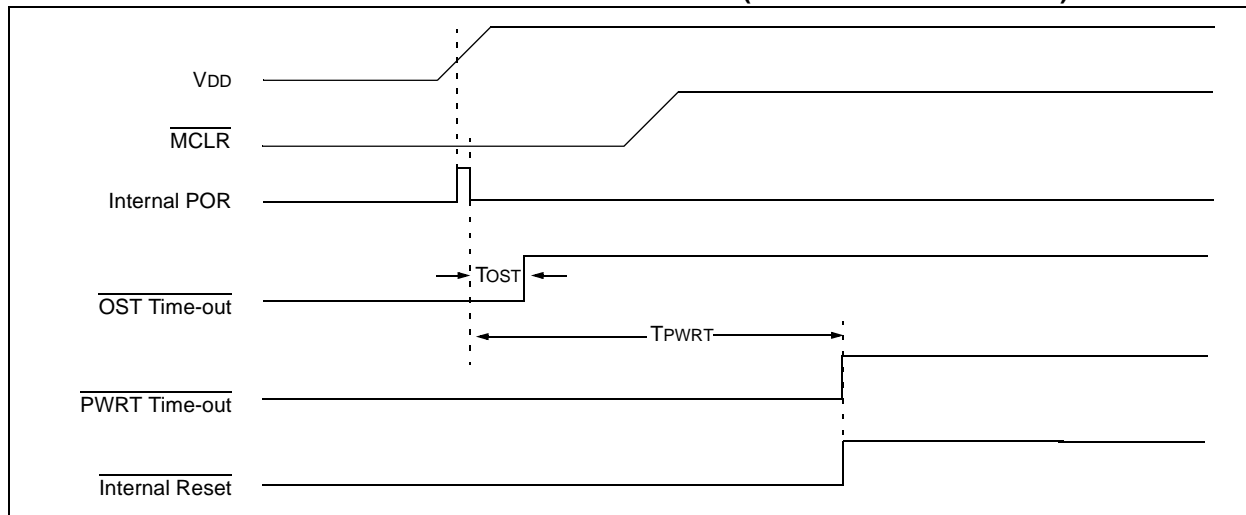 VDD
MCLR
Internal POR
TOST
OST Time-out
TPWRT
PWRT Time-out
Internal Reset